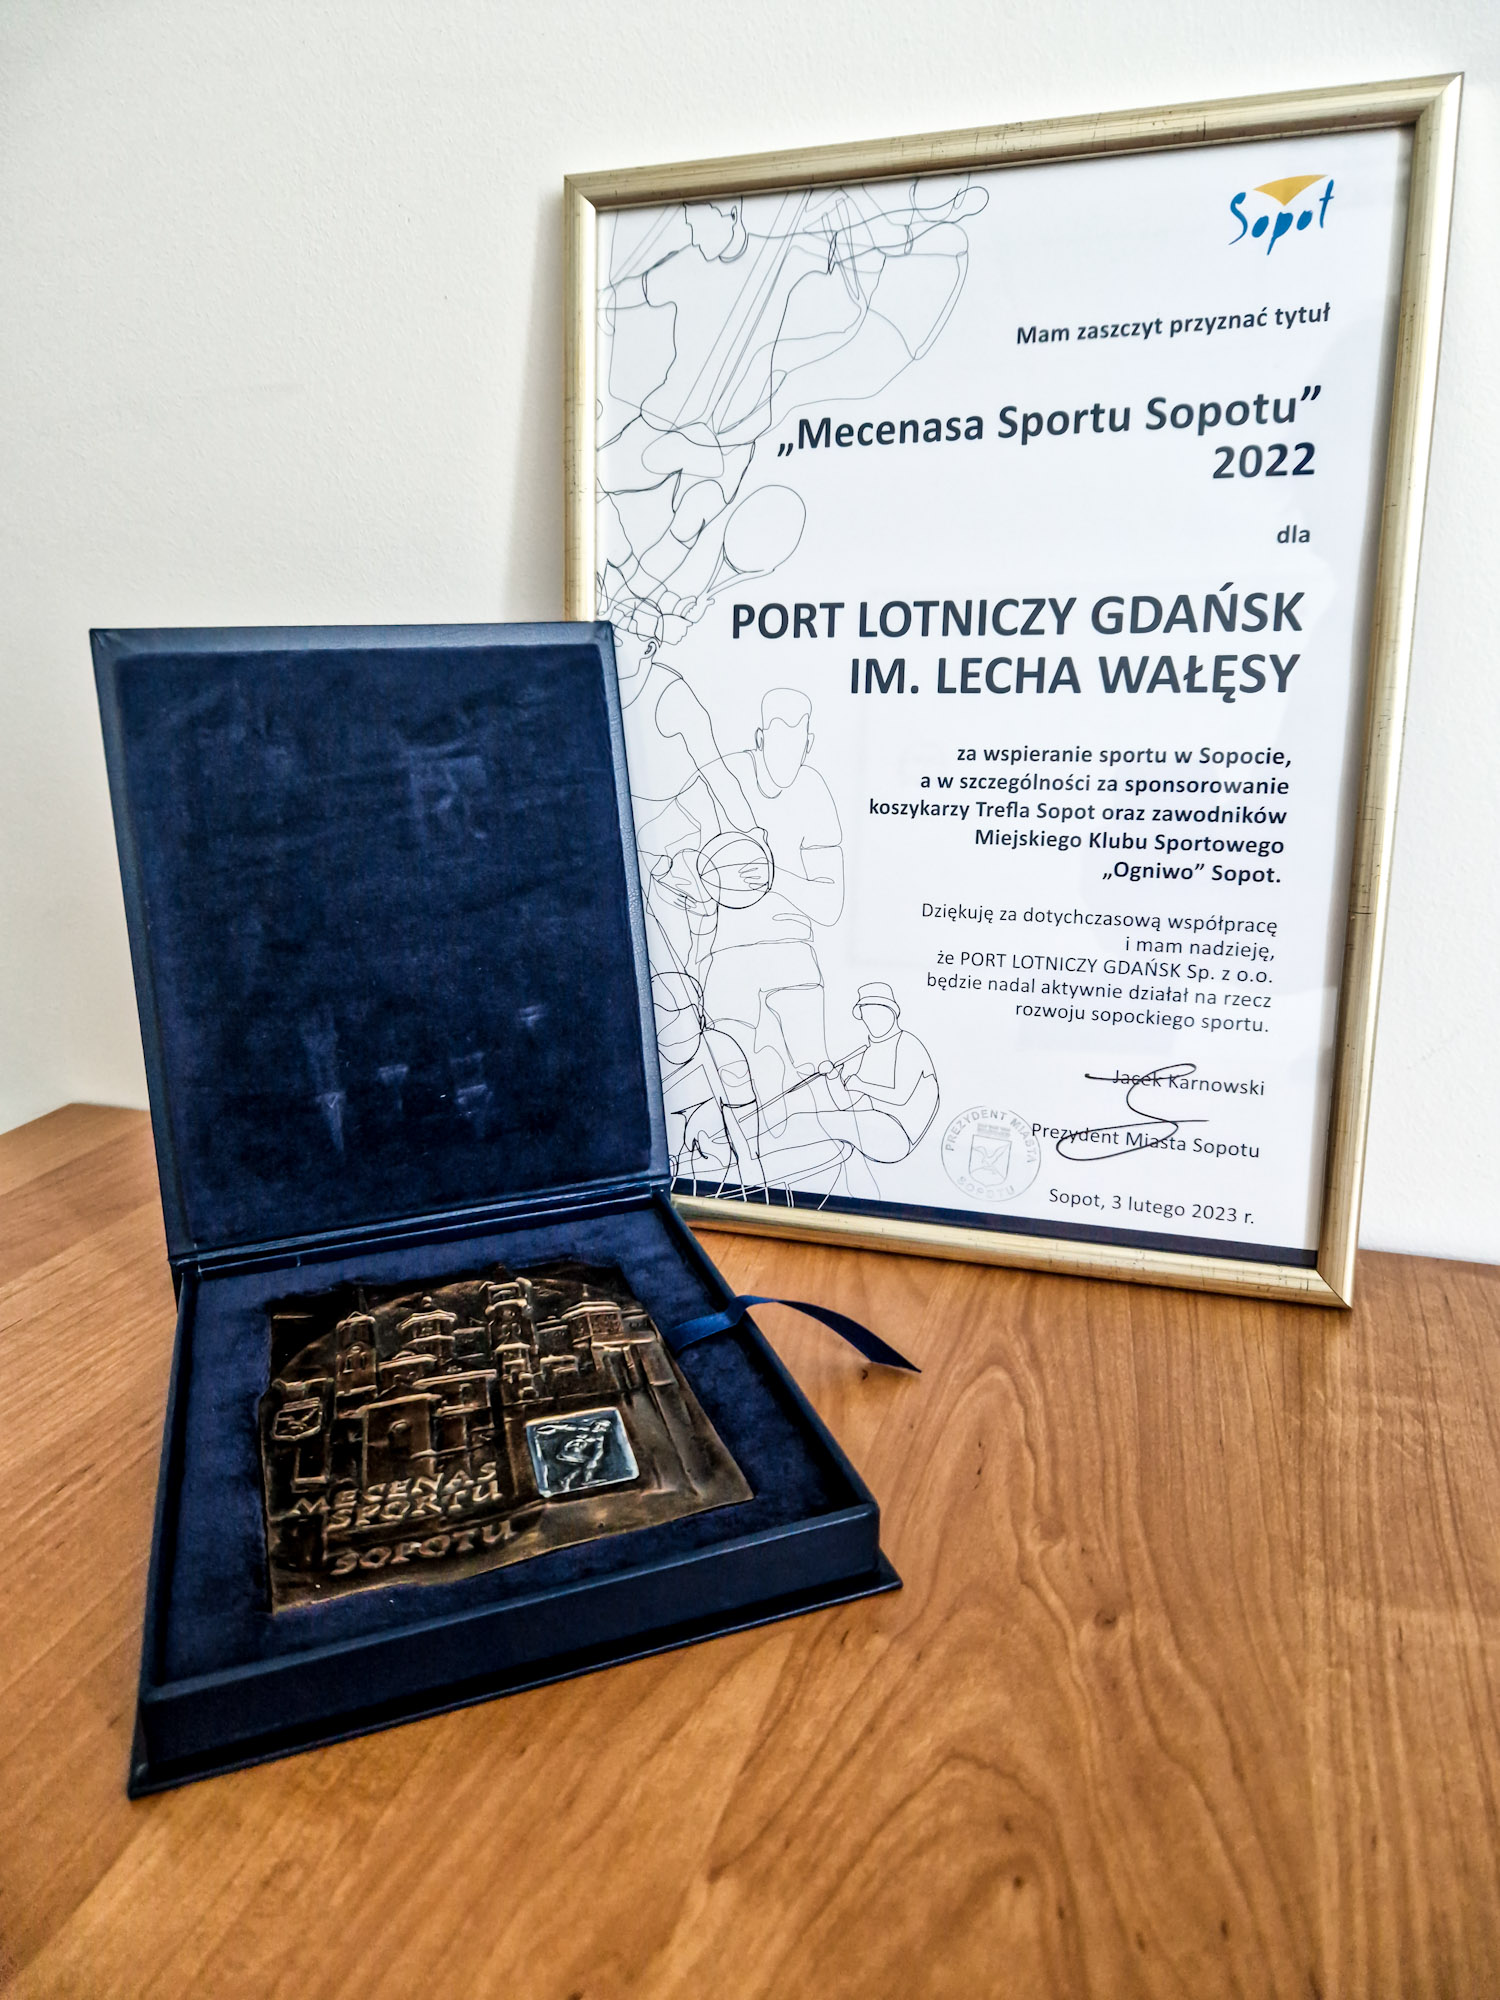 Sopot
Mam zaszczyt przyznać tytuł
„Mecenasa Sportu Sopotu”
2022
dla
PORT LOTNICZY GDAŃSK
IM. LECHA WAŁĘSY
za wspieranie sportu w Sopocie,
a w szczególności za sponsorowanie
koszykarzy Trefla Sopot oraz zawodników
Miejskiego Klubu Sportowego
„Ogniwo” Sopot.
Dziękuję za dotychczasową współpracę
i mam nadzieję,
że PORT LOTNICZY GDAŃSK Sp. z o.o.
będzie nadal aktywnie działał na rzecz
rozwoju sopockiego sportu.
Jacek Karnowski
Prezydent Miasta Sopotu
PREZYDENT MIASTA
SOPOTU
Sopot, 3 lutego 2023 r.
MECENAS
SPORTU
SOPOTU